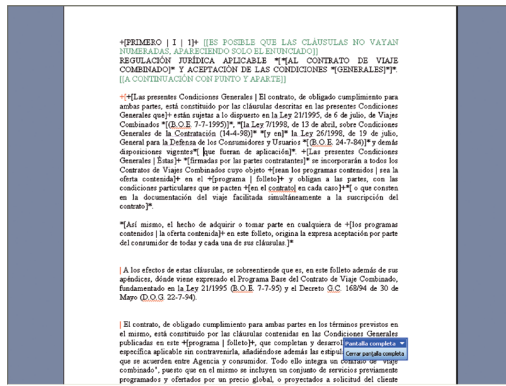 +[PRIMERO | I | 1]+ [[ES POSIBLE QUE LAS CLÁUSULAS NO VAYAN
NUMERADAS, APARECIENDO SOLO EL ENUNCIADO]]
REGULACIÓN JURÍDICA APLICABLE *[*[AL CONTRATO DE VIAJE
COMBINADO]* Y ACEPTACIÓN DE LAS CONDICIONES *[GENERALES]*]*.
[[A CONTINUACIÓN CON PUNTO Y APARTE]]
+[+[Las presentes Condiciones Generales | El contrato, de obligado cumplimiento para
ambas partes, está constituido por las cláusulas descritas en las presentes Condiciones
Generales que]+ están sujetas a lo dispuesto en la Ley 21/1995, de 6 de julio, de Viajes
Combinados *[(B.O.E. 7-7-1995)]*, *[la Ley 7/1998, de 13 de abril, sobre Condiciones
Generales de la Contratación (14-4-98)]* *[y en]* la Ley 26/1998, de 19 de julio,
General para la Defensa de los Consumidores y Usuarios *[(B.O.E. 24-7-84)]* y demás
disposiciones vigentes*[ que fueran de aplicación]*. +[Las presentes Condiciones
Generales | Éstas]+ *[firmadas por las partes contratantes]* se incorporarán a todos los
Contratos de Viajes Combinados cuyo objeto +[sean los programas contenidos | sea la
oferta contenida]+ en el +[programa | folleto]+ y obligan a las partes, con las
condiciones particulares que se pacten +[en el contrato| en cada caso]+*[ o que consten
en la documentación del viaje facilitada simultáneamente a la suscripción del
contrato]*.
*[Así mismo, el hecho de adquirir o tomar parte en cualquiera de +[los programas
contenidos | la oferta contenida]+ en este folleto, origina la expresa aceptación por parte
del consumidor de todas y cada una de sus cláusulas.]*
| A los efectos de estas cláusulas, se sobreentiende que es, en este folleto además de sus
apéndices, dónde viene expresado el Programa Base del Contrato de Viaje Combinado,
fundamentado en la Ley 21/1995 (B.O.E. 7-7-95) y el Decreto G.C. 168/94 de 30 de
Mayo (D.O.G. 22-7-94).
| El contrato, de obligado cumplimiento para ambas partes en los términos previstos en
el mismo, está constituido por las cláusulas contenidas en las Condiciones Generales
publicadas en este +[programa | folleto]+, que completan y desarrol Pantalla completa
específica aplicable sin contravenirla, añadiéndose además las estipul Cerrar pantalla completa
que se acuerden entre Agencia y consumidor. Todo ello integra un contrato de "viaje
combinado", puesto que en el mismo se incluyen un conjunto de servicios previamente
programados y ofertados por un precio global, o proyectados a solicitud del cliente